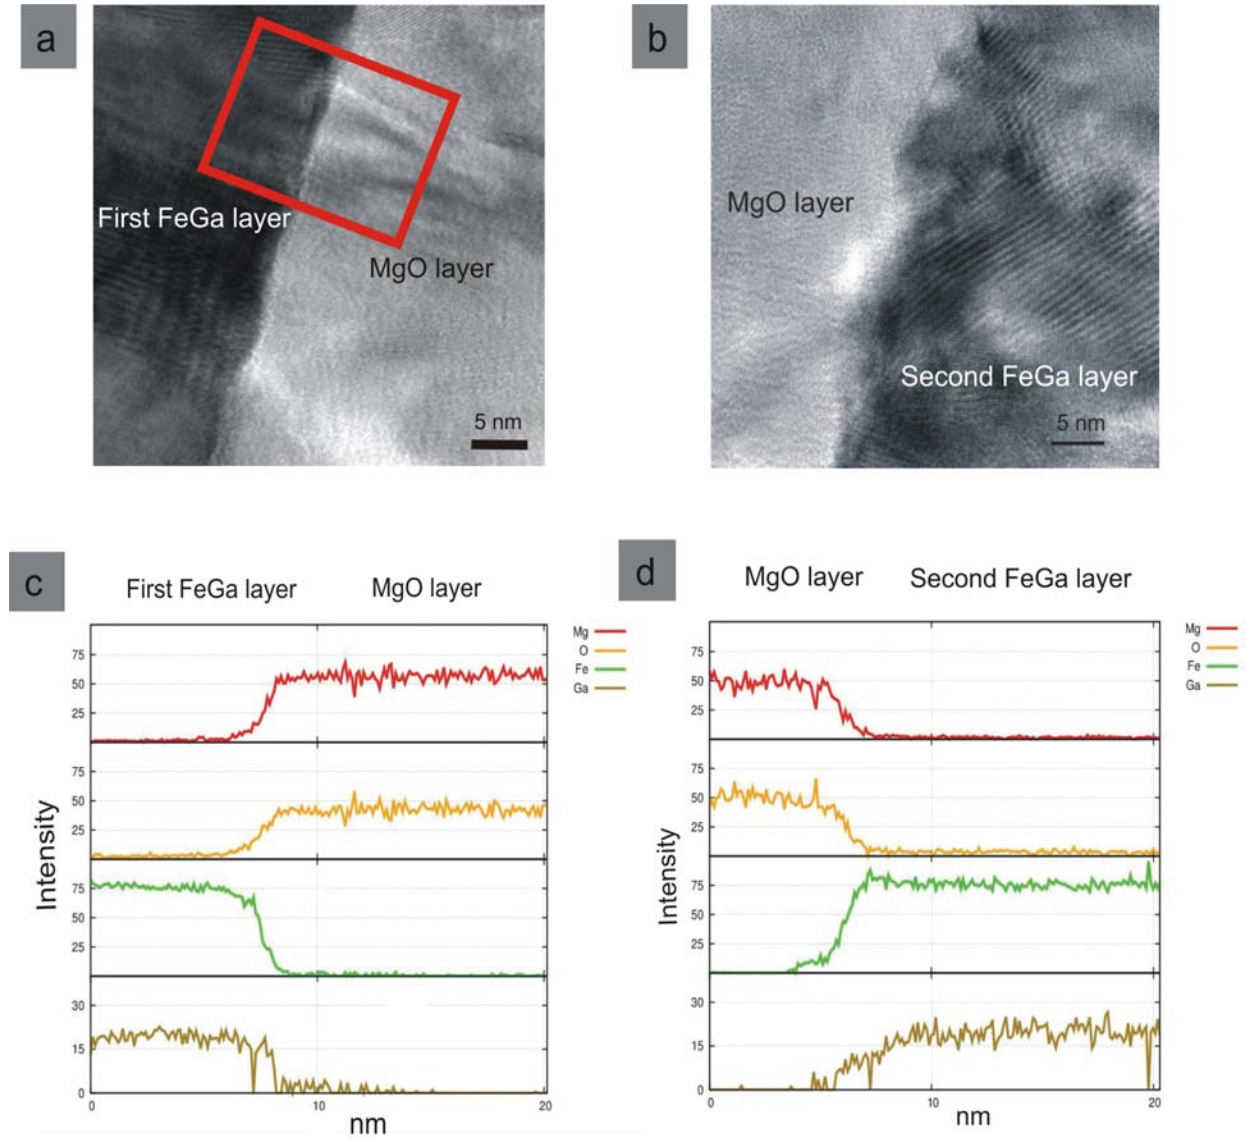 a
b
First FeGa layer
MgO layer
5 nm
MgO layer
Second FeGa layer
5 nm
c
First FeGa layer
MgO layer
d
MgO layer
Second FeGa layer
Intensity
75
50
25
75
50
25
75
50
25
30
15
0
0
10
20
nm
Mg
O
Fe
Ga
Intensity
75
50
25
75
50
25
75
50
25
30
15
0
0
10
20
nm
Mg
O
Fe
Ga